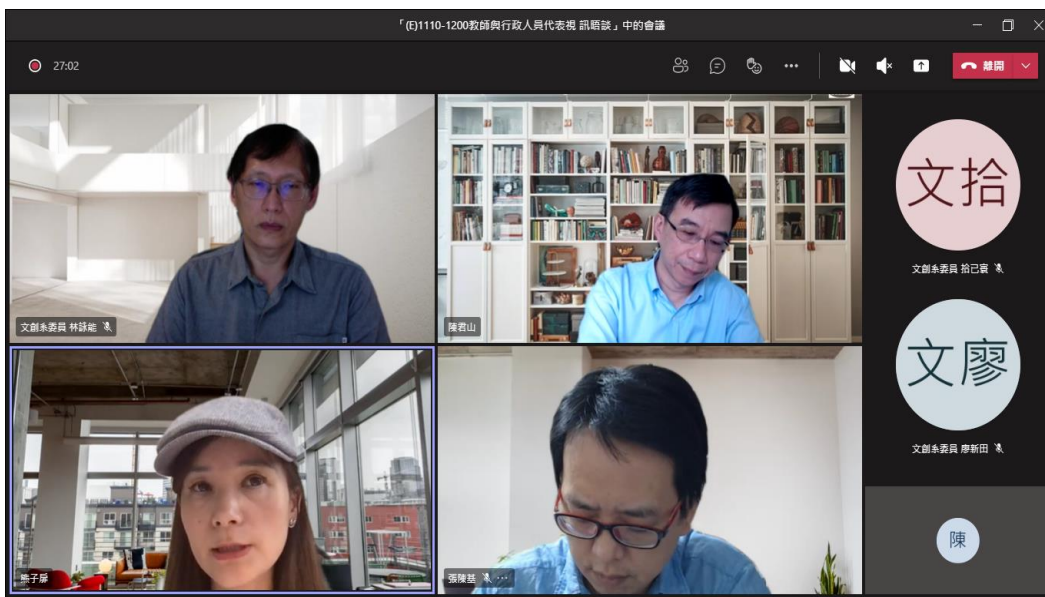 「(E)1110-1200教師與行政人員代表視 訊晤談」中的會議
27:02
離開
文創系委員 林詠能
陳君山
熊子扉
張陳基
文拾
文創系委員 拾已寰
文廖
文創系委員 廖新田
陳